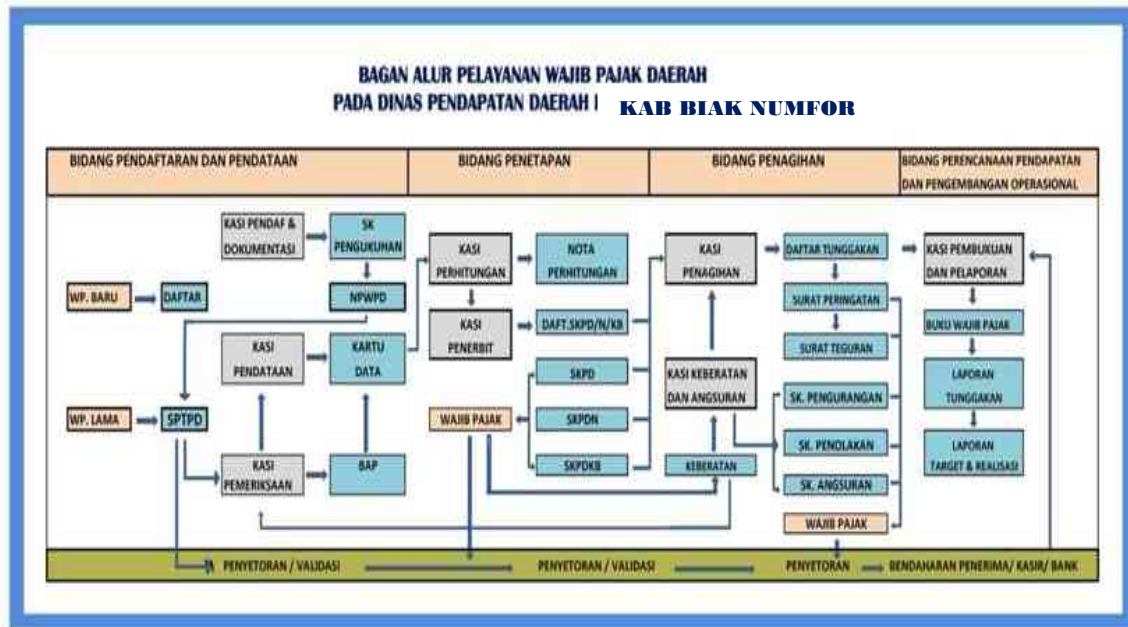 BAGAN ALUR PELAYANAN WAJIB PAJAK DAERAH
PADA DINAS PENDAPATAN DAERAH KAB BIAK NUMFOR
BIDANG PENDAFTARAN DAN PENDATAAN
BIDANG PENETAPAN
BIDANG PENAGIHAN
BIDANG PERENCANAAN PENDAPATAN
DAN PENGEMBANGAN OPERASIONAL
KASI PENDAF &
DOKUMENTASI
SK
PENGUKUHAN
WP. BARU
DAFTAR
NPWPD
KASI
PENDATAAN
KARTU
DATA
WP. LAMA
SPTPD
KASI
PEMERIKSAAN
BAP
KASI
PERHITUNGAN
NOTA
PERHITUNGAN
KASI
PENERBIT
DAFT.SKPD/N/KB
SKPD
WAJIB PAJAK
SKPDN
SKPDKB
KASI
PENAGIHAN
DAFTAR TUNGGAKAN
SURAT PERINGATAN
SURAT TEGURAN
KASI KEBERATAN
DAN ANGSURAN
SK. PENGURANGAN
SK. PENOLAKAN
KEBERATAN
SK. ANGSURAN
WAJIB PAJAK
KASI PEMBUKUAN
DAN PELAPORAN
BUKU WAJIB PAJAK
LAPORAN
TUNGGAKAN
LAPORAN
TARGET & REALISASI
PENYETORAN / VALIDASI
PENYETORAN / VALIDASI
PENYETORAN
BENDAHARAN PENERIMA/ KASIR/ BANK